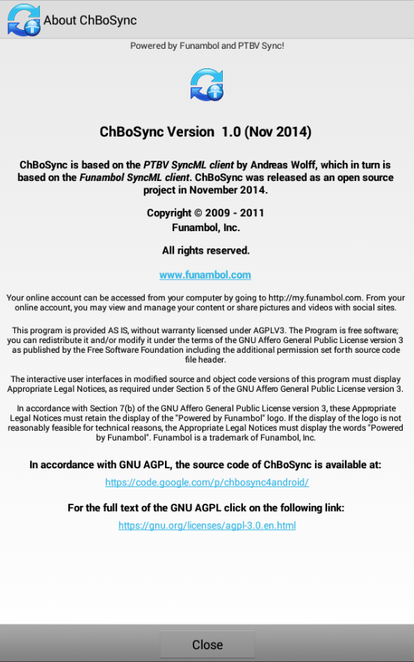 About ChBoSync
Powered by Funambol and PTBV Sync!
ChBoSync Version  1.0 (Nov 2014)
ChBoSync is based on the PTBV SyncML client by Andreas Wolff, which in turn is
based on the Funambol SyncML client. ChBoSync was released as an open source
project in November 2014.
Copyright © 2009 - 2011
Funambol, Inc.
All rights reserved.
www.funambol.com
Your online account can be accessed from your computer by going to http://my.funambol.com. From your
online account, you may view and manage your content or share pictures and videos with social sites.
This program is provided AS IS, without warranty licensed under AGPLV3. The Program is free software;
you can redistribute it and/or modify it under the terms of the GNU Affero General Public License version 3
as published by the Free Software Foundation including the additional permission set forth source code
file header.
The interactive user interfaces in modified source and object code versions of this program must display
Appropriate Legal Notices, as required under Section 5 of the GNU Affero General Public License version 3.
In accordance with Section 7(b) of the GNU Affero General Public License version 3, these Appropriate
Legal Notices must retain the display of the "Powered by Funambol" logo. If the display of the logo is not
reasonably feasible for technical reasons, the Appropriate Legal Notices must display the words "Powered
by Funambol". Funambol is a trademark of Funambol, Inc.
In accordance with GNU AGPL, the source code of ChBoSync is available at:
https://code.google.com/p/chbosync4android/
For the full text of the GNU AGPL click on the following link:
https://gnu.org/licenses/agpl-3.0.en.html
Close